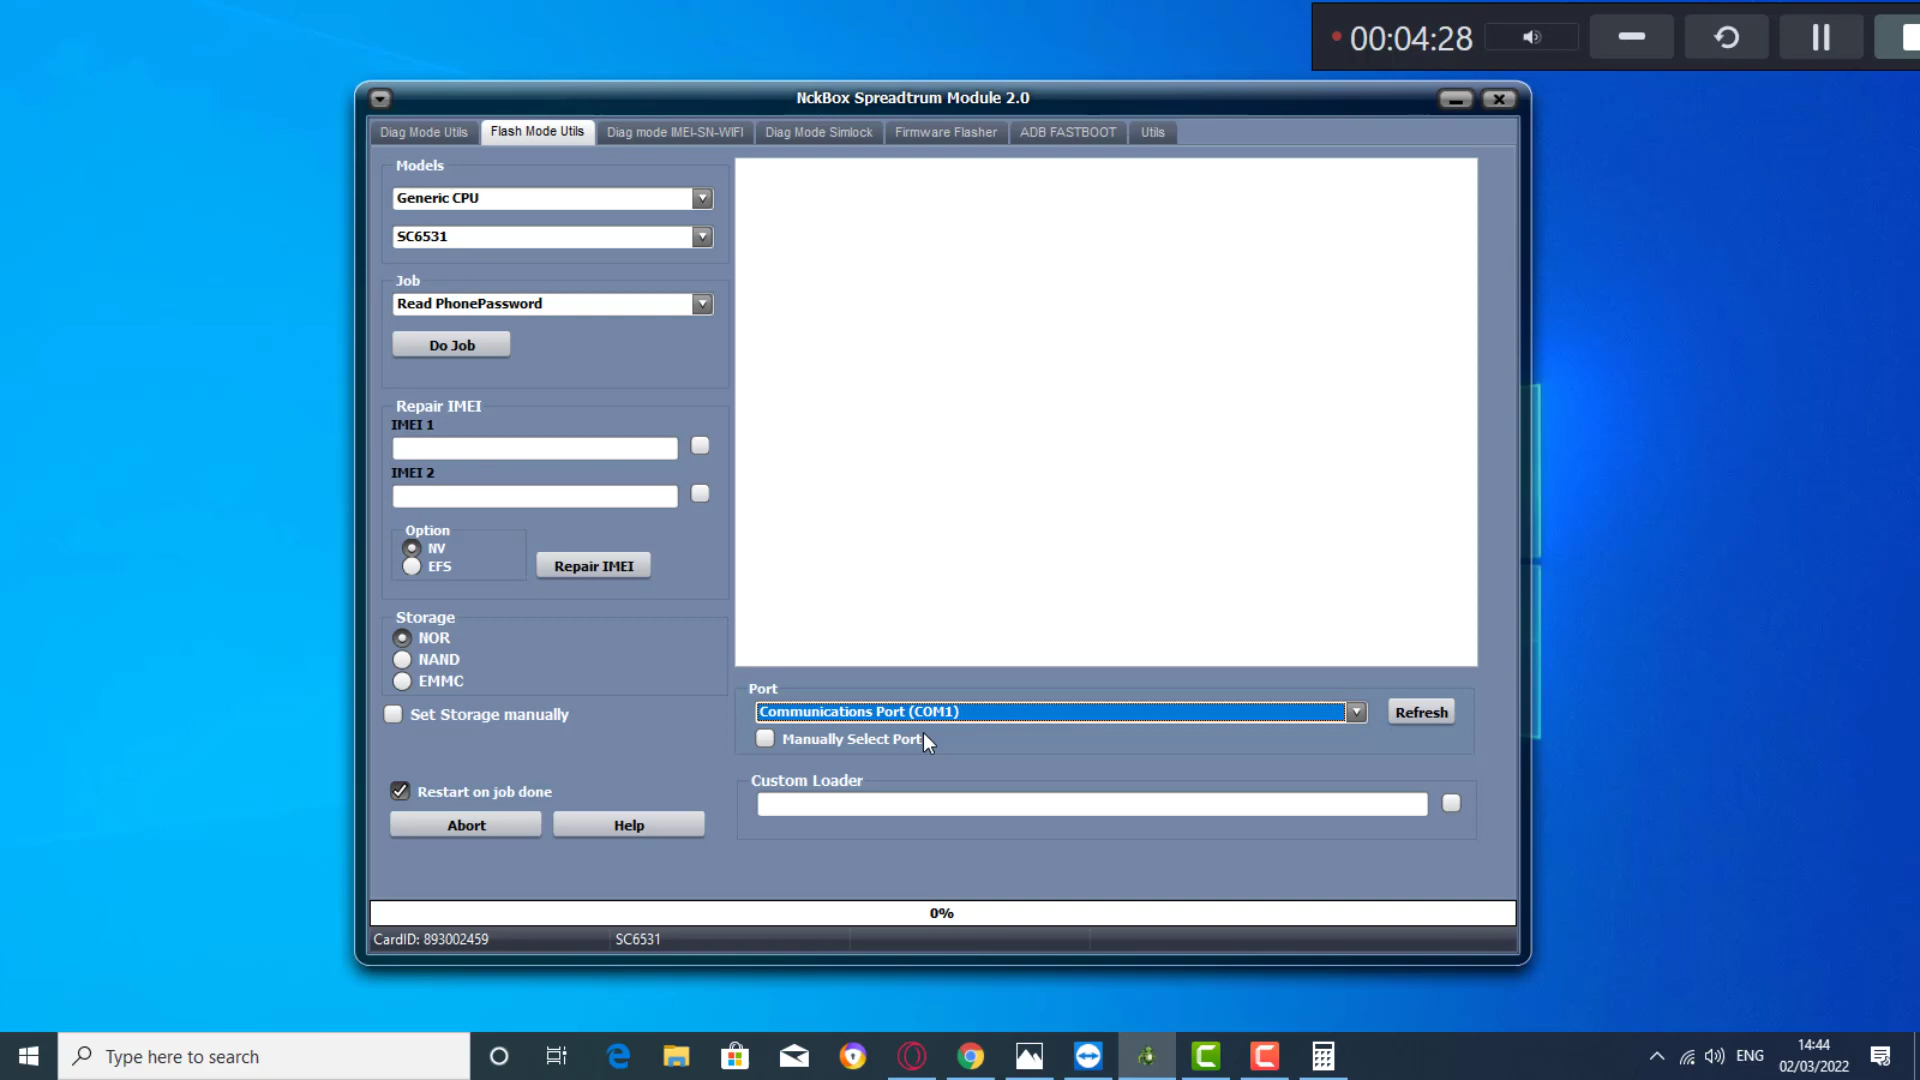 00:04:28
NckBox Spreadtrum Module 2.0
Diag Mode Utils
Flash Mode Utils
Diag mode IMEI-SN-WIFI
Diag Mode Simlock
Firmware Flasher
ADB FASTBOOT
Utils
Models
Generic CPU
SC6531
Job
Read PhonePassword
Do Job
Repair IMEI
IMEI 1
IMEI 2
Option
NV
EFS
Repair IMEI
Storage
NOR
NAND
EMMC
Set Storage manually
Restart on job done
Abort
Help
Port
Communications Port (COM1)
Refresh
Manually Select Port
Custom Loader
0%
CardID: 893002459
SC6531
Type here to search
ENG
14:44
02/03/2022